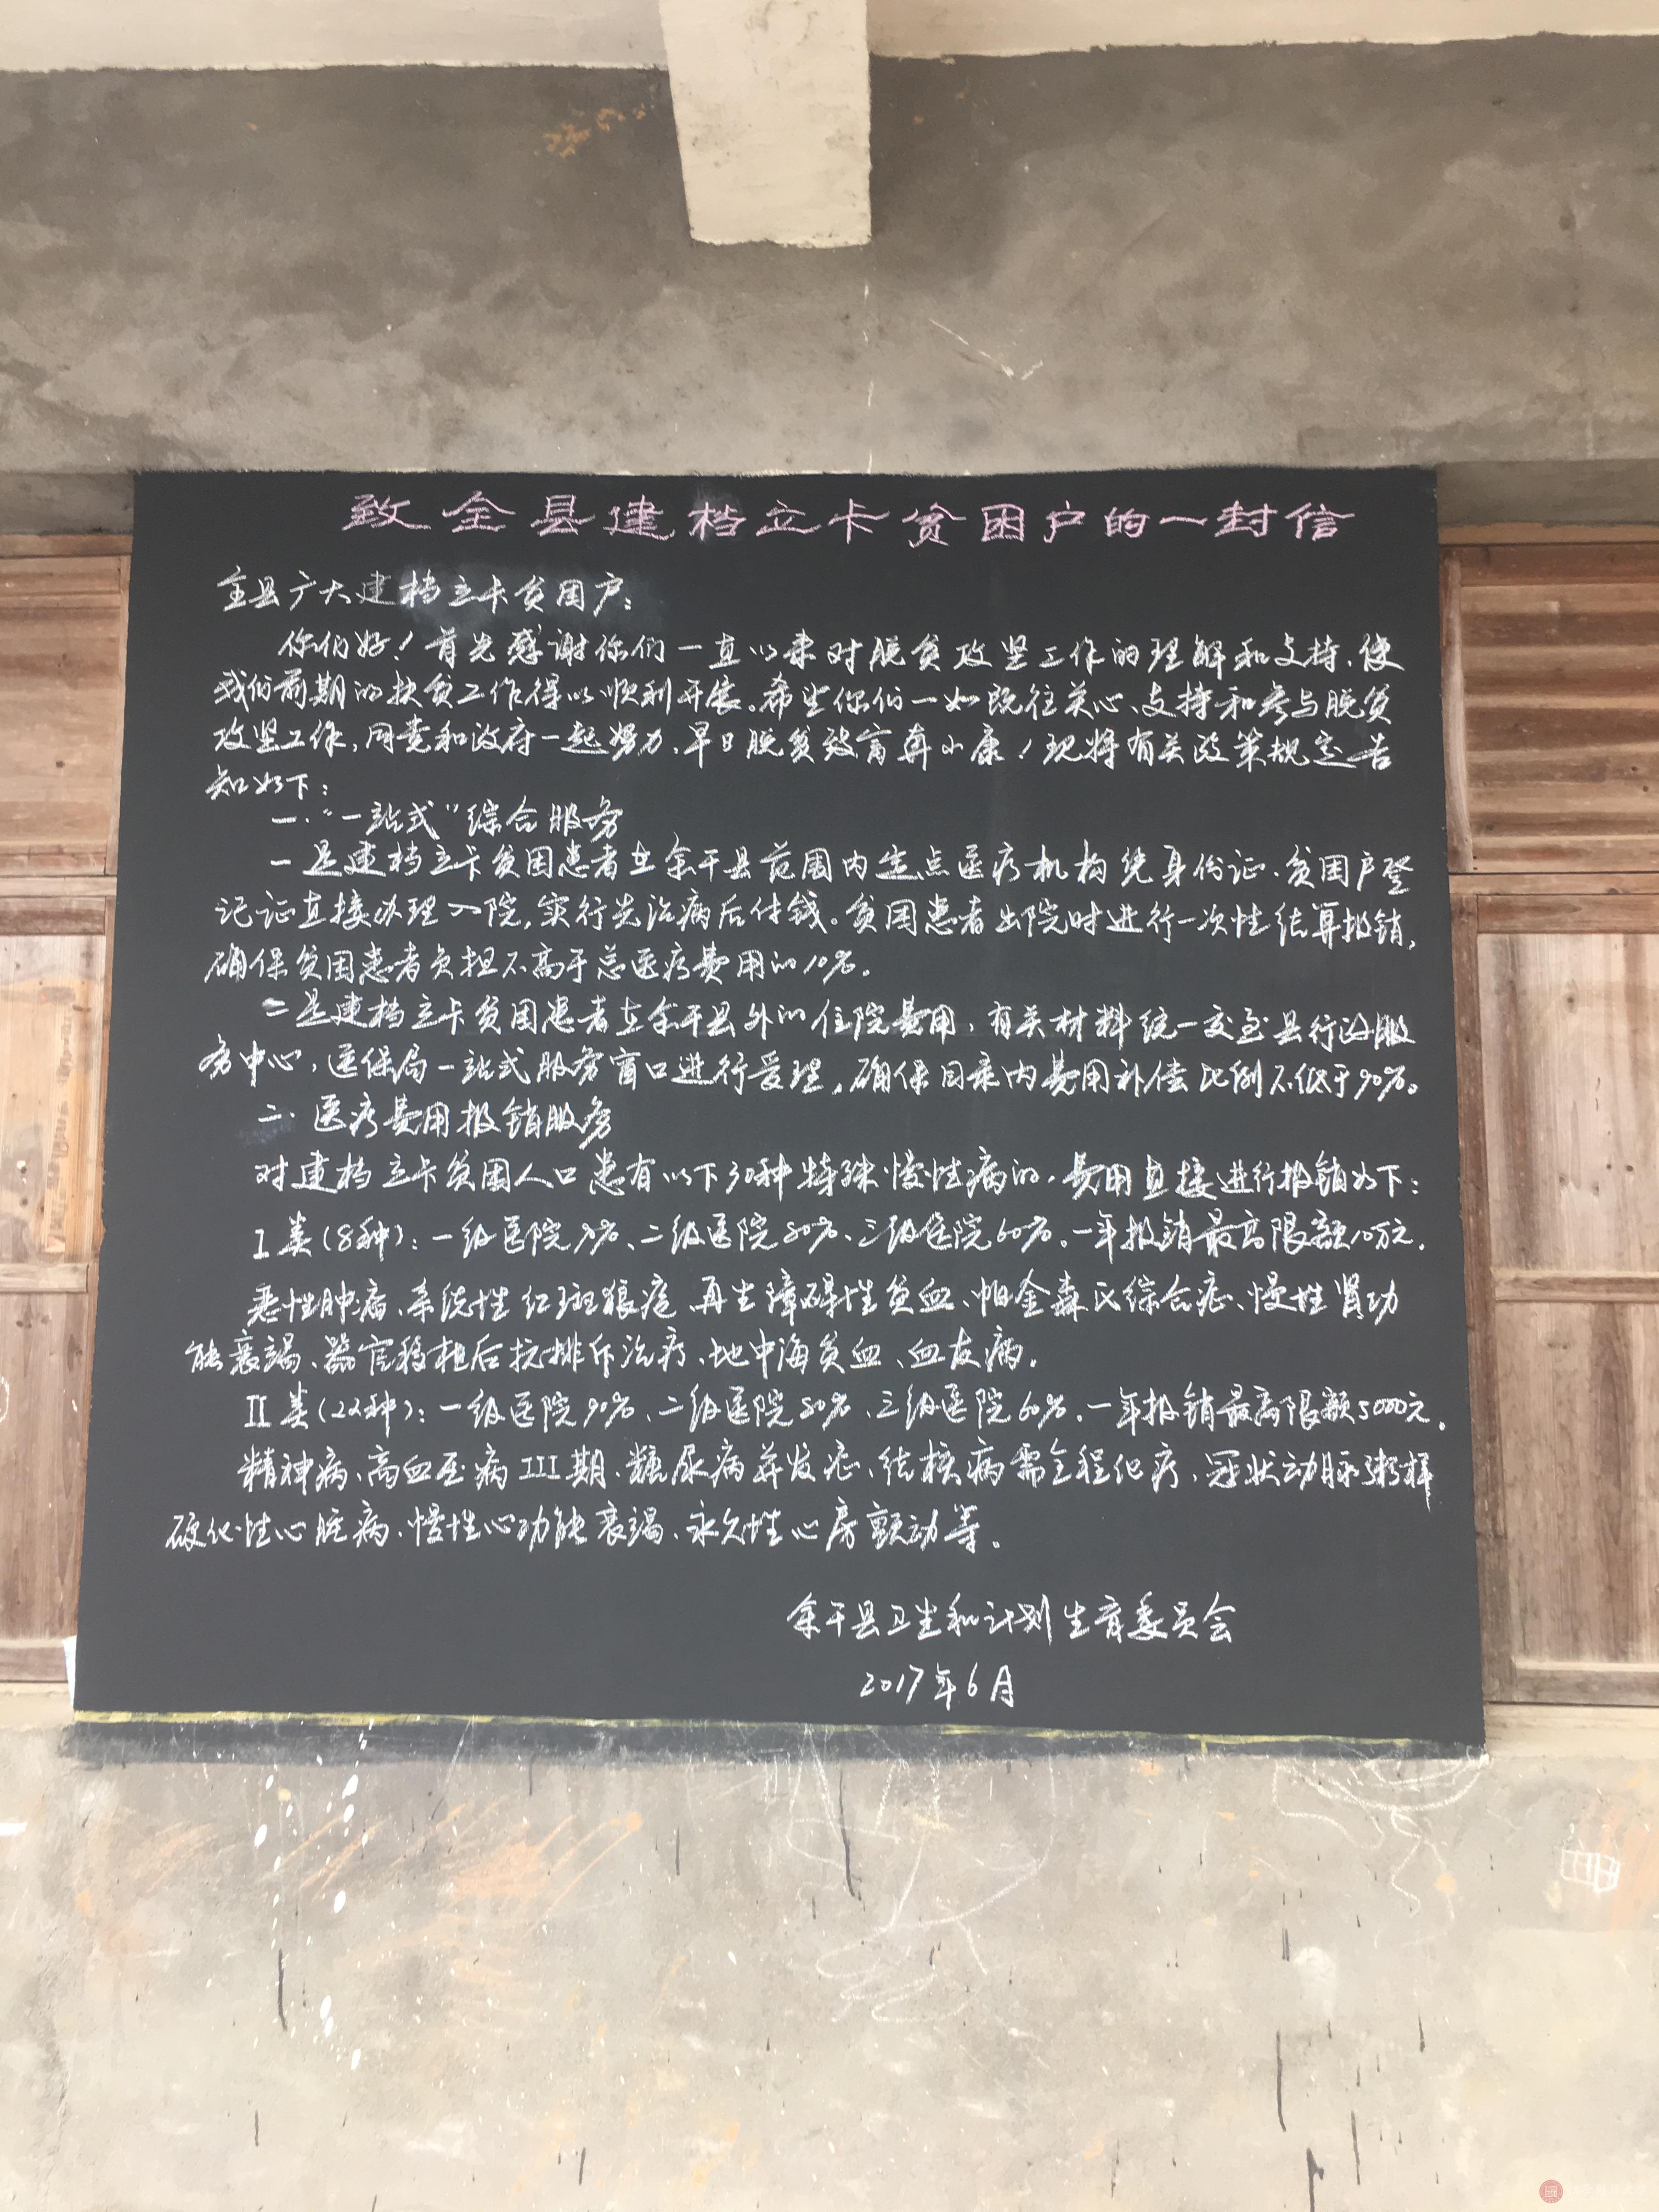 致全县建档立卡贫困户的一封信
全县广大建档立卡贫困户：
你们好！首先感谢你们一直以来对脱贫攻坚工作的理解和支持、使
我们前期的扶贫工作得以顺利开展。希望你们一如既往关心、支持和参与脱贫
攻坚工作，同党和政府一起努力，早日脱贫致富奔小康！现将有关政策规定告
知如下：
一."一站式"综合服务
一是建档立卡贫困患者在余干县范围内定点医疗机构凭身份证、贫困户登
记证直接办理入院，实行先治病后付钱。贫困患者出院时进行一次性结算报销，
确保贫困患者负担不高于总医疗费用的10%。
二是建档立卡贫困患者在余干县外的住院费用，有关材料统一交至县行政服
务中心，医保局一站式服务窗口进行受理，确保目录内费用补偿比例不低于90%。
二.医疗费用报销服务
对建档立卡贫困人口患有以下30种特殊慢性病的，费用直接进行报销如下：
I类(8种)：一级医院%、二级医院80%、三级医院60%。一年报销最高限额10万元.
恶性肿瘤、系统性红斑狼疮、再生障碍性贫血、帕金森氏综合症、慢性肾功
能衰竭、器官移植后抗排斥治疗、地中海贫血、血友病。
II类(22种)：一级医院90%、二级医院80%、三级医院60%。一年报销最高限额5000元。
精神病、高血压病III期、糖尿病并发症、结核病需全程化疗、冠状动脉粥样
硬化性心脏病、慢性心功能衰竭、永久性心房颤动等。
余干县卫生和计划生育委员会
2017年6月